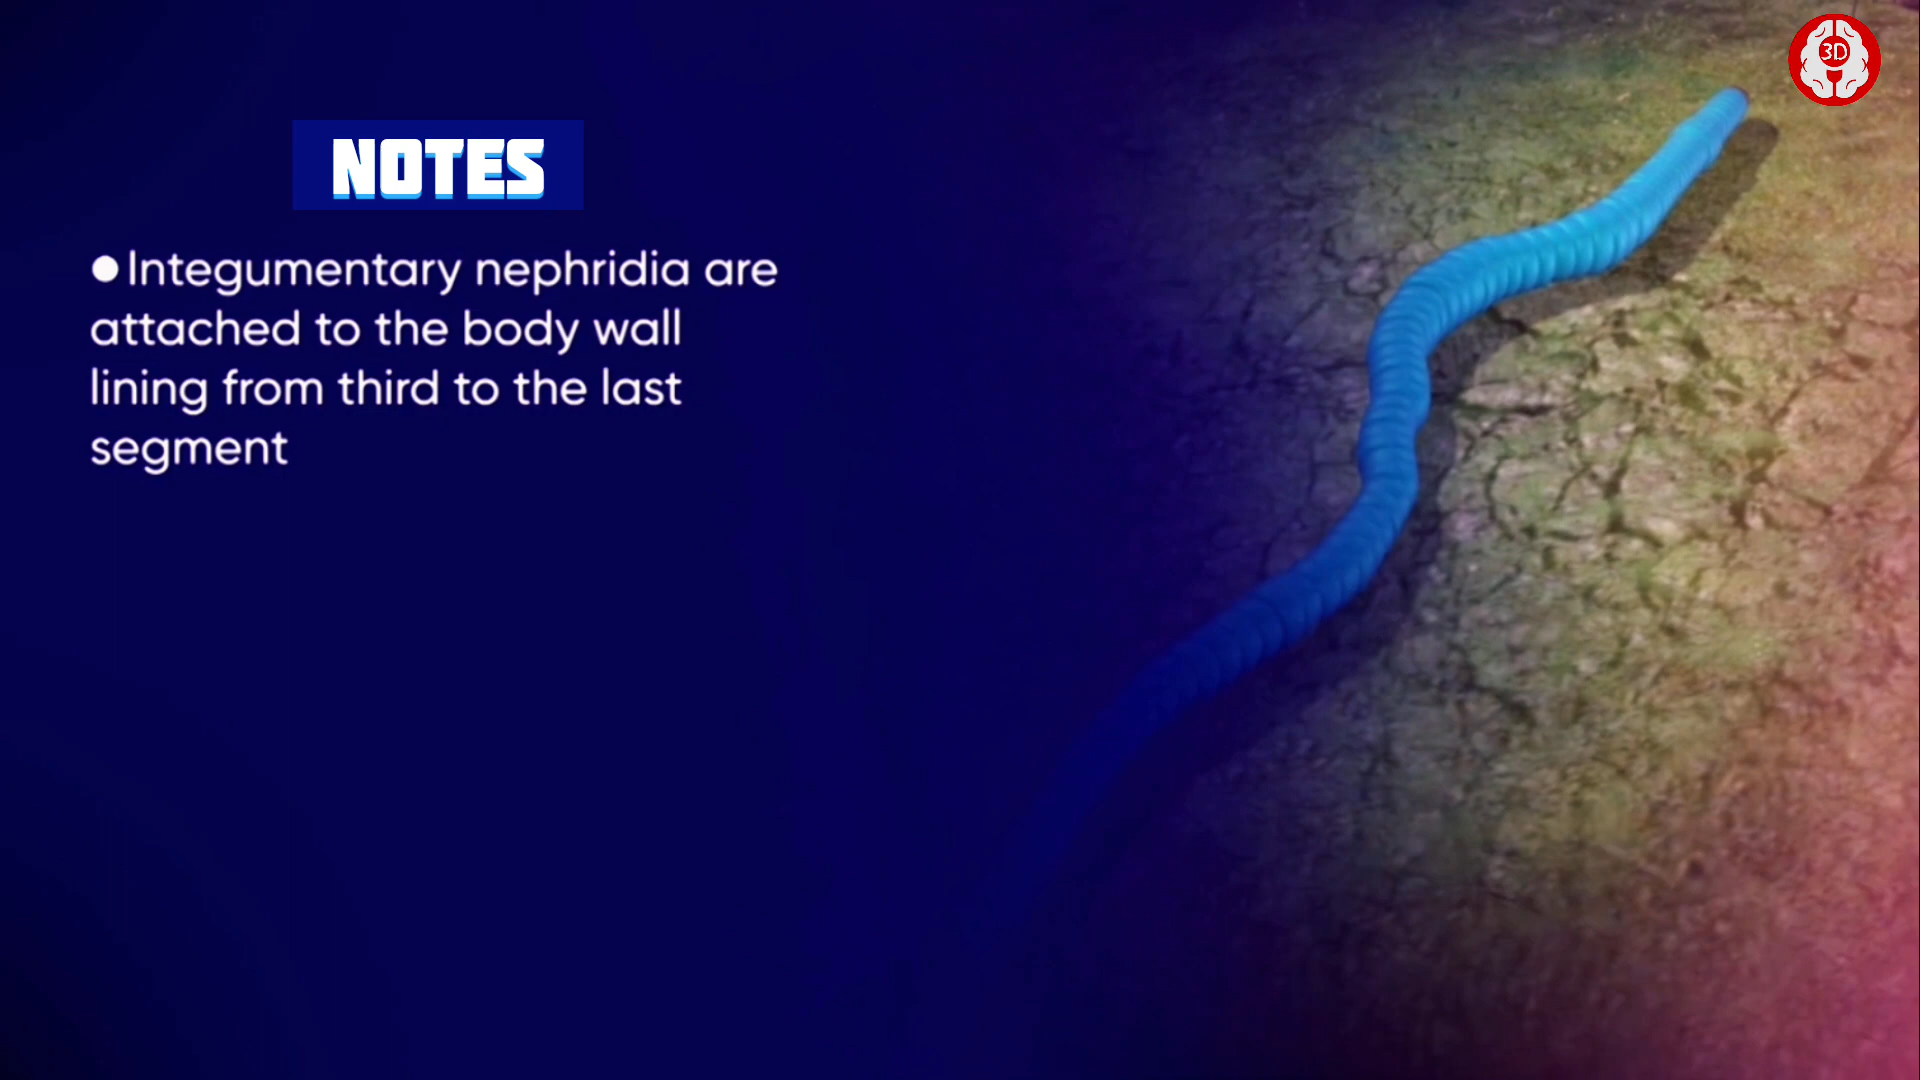 3D
NOTES
● Integumentary nephridia are
attached to the body wall
lining from third to the last
segment